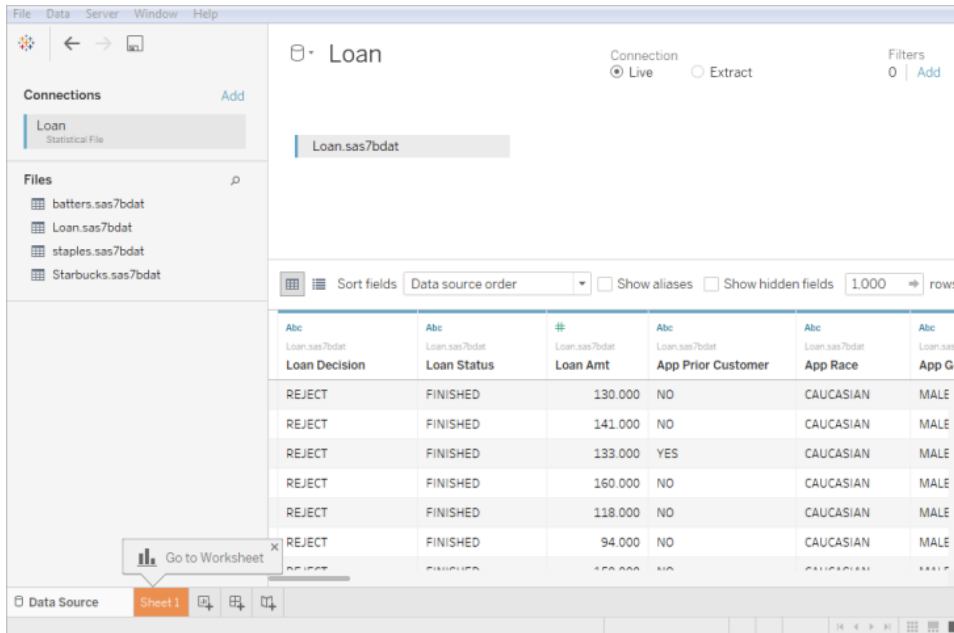 File Data Server Window Help
Loan
Connection
Live Extract
Filters
0 Add
Connections Add
Loan
Statistical File
Loan.sas7bdat
Files
batters.sas7bdat
Loan.sas7bdat
staples.sas7bdat
Starbucks.sas7bdat
Sort fields Data source order Show aliases Show hidden fields 1.000 rows
Abc Abc # Abc Abc Abc
Loan.sas7bdat Loan.sas7bdat Loan.sas7bdat Loan.sas7bdat Loan.sas7bdat Loan.sas
Loan Decision Loan Status Loan Amt App Prior Customer App Race App G
REJECT FINISHED 130.000 NO CAUCASIAN MALE
REJECT FINISHED 141.000 NO CAUCASIAN MALE
REJECT FINISHED 133.000 YES CAUCASIAN MALE
REJECT FINISHED 160.000 NO CAUCASIAN MALE
REJECT FINISHED 118.000 NO CAUCASIAN MALE
REJECT FINISHED 94.000 NO CAUCASIAN MALE
Go to Worksheet
Data Source Sheet 1